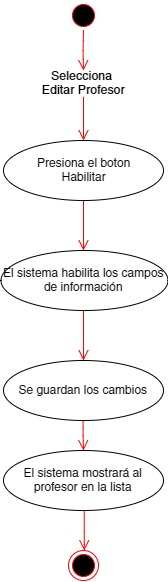 Selecciona
Editar Profesor
Presiona el boton
Habilitar
El sistema habilita los campos
de información
Se guardan los cambios
El sistema mostrará al
profesor en la lista